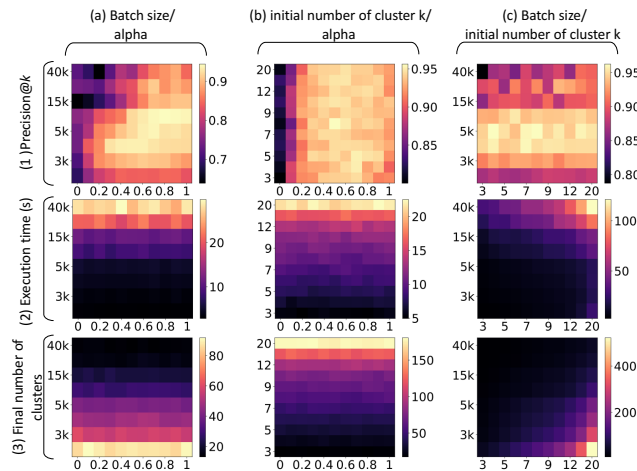 (a) Batch size/
alpha
(b) initial number of cluster k/
alpha
(c) Batch size/
initial number of cluster k
(1 )Precision@k
40k
15k
5k
3k
0 0.2 0.4 0.6 0.8 1
0.9
0.8
0.7
20
12
9
8
7
5
3
0 0.2 0.4 0.6 0.8 1
0.95
0.90
0.85
40k
15k
5k
3k
3 5 7 9 12 20
0.95
0.90
0.85
0.80
(2) Execution time (s)
40k
15k
5k
3k
0 0.2 0.4 0.6 0.8 1
20
10
20
12
9
7
5
3
0 0.2 0.4 0.6 0.8 1
20
15
10
5
40k
15k
5k
3k
3 5 7 9 12 20
100
75
50
25
(3) Final number of
clusters
40k
15k
5k
3k
0 0.2 0.4 0.6 0.8 1
80
60
40
20
20
12
9
7
5
3
0 0.2 0.4 0.6 0.8 1
150
100
50
40k
15k
5k
3k
3 5 7 9 12 20
400
200